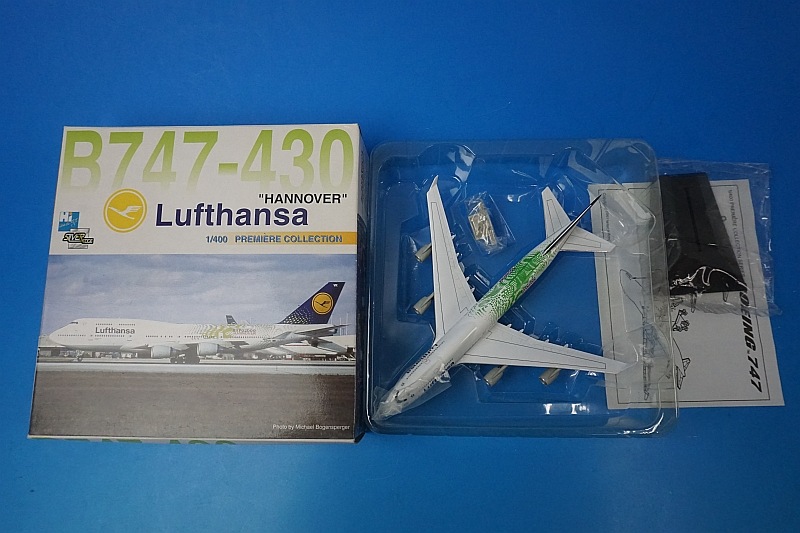 B747-430
"HANNOVER"
Lufthansa
1/400 PREMIERE COLLECTION
Lufthansa
Photo by Michael Bogensperger
BOEING.747